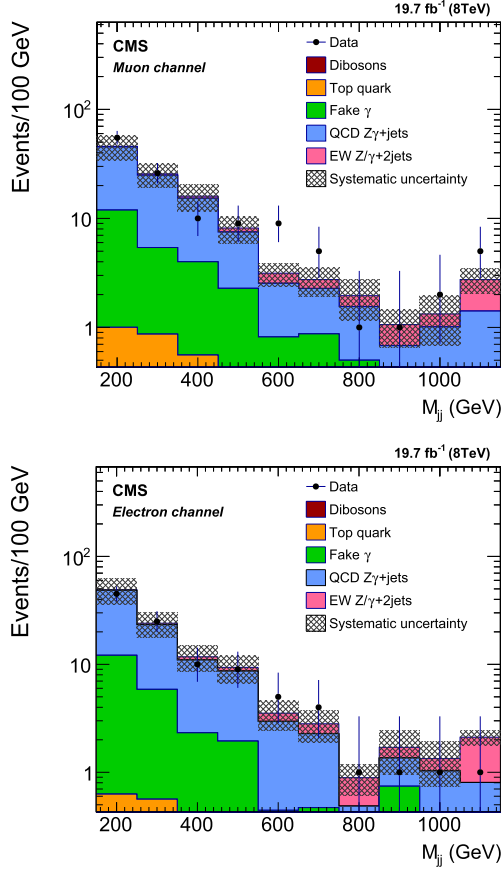 19.7 fb⁻¹ (8TeV)
CMS
Muon channel
Data
Dibosons
Top quark
Fake γ
QCD Zγ+jets
EW Z/γ+2jets
Systematic uncertainty
Events/100 GeV
10²
10
1
200 400 600 800 1000
M_jj (GeV)
19.7 fb⁻¹ (8TeV)
CMS
Electron channel
Data
Dibosons
Top quark
Fake γ
QCD Zγ+jets
EW Z/γ+2jets
Systematic uncertainty
Events/100 GeV
10²
10
1
200 400 600 800 1000
M_jj (GeV)